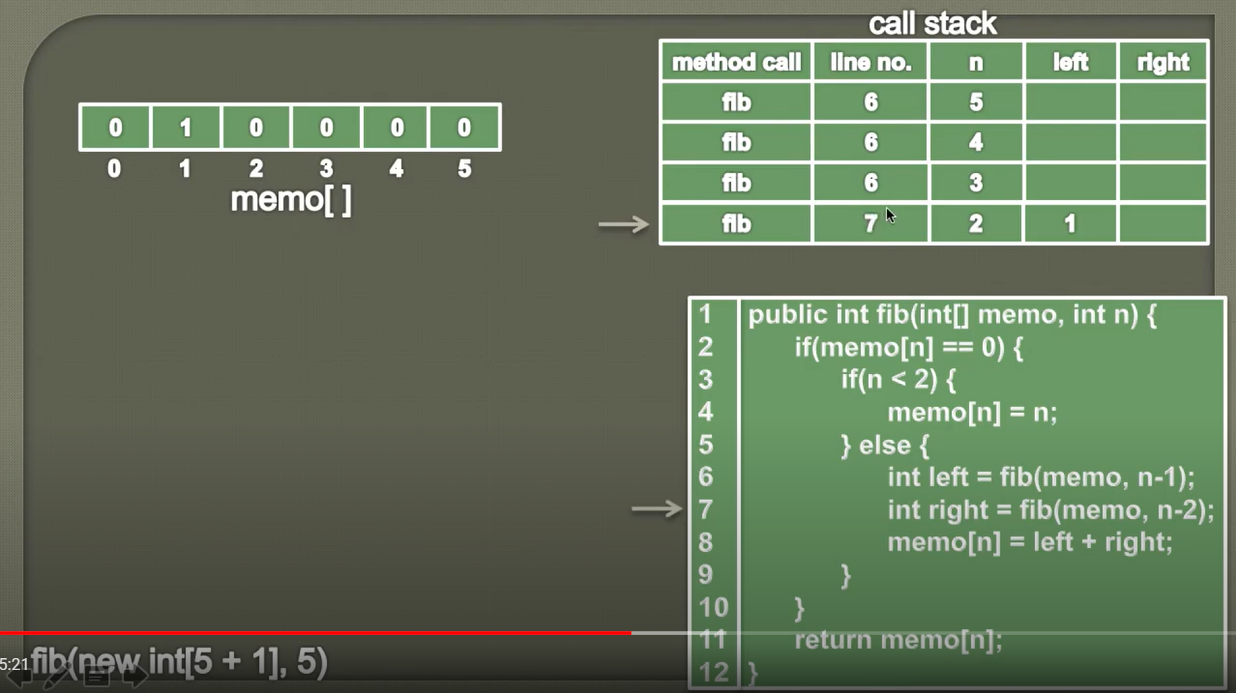 call stack
method call line no. n left right
fib 6 5
fib 6 4
fib 6 3
fib 7 2 1
0 1 0 0 0 0
0 1 2 3 4 5
memo[ ]
1 public int fib(int[] memo, int n) {
2 if(memo[n] == 0) {
3 if(n < 2) {
4 memo[n] = n;
5 } else {
6 int left = fib(memo, n-1);
7 int right = fib(memo, n-2);
8 memo[n] = left + right;
9 }
10 }
11 return memo[n];
12 }
5:21
fib(new int[5 + 1], 5)